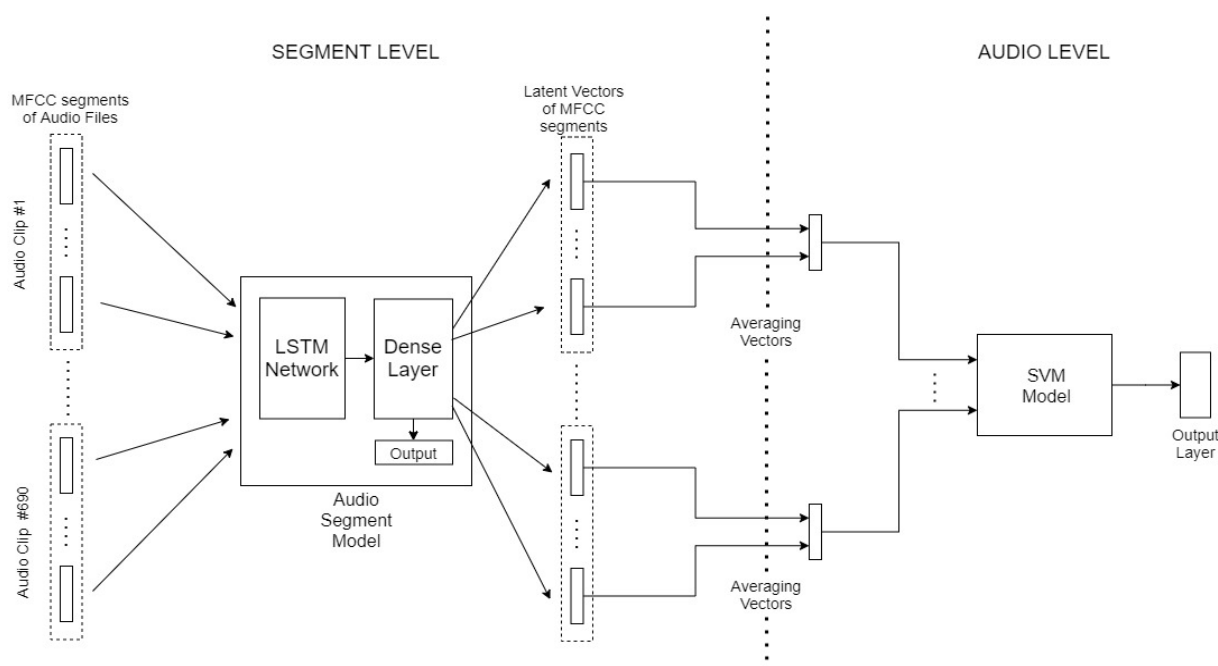 SEGMENT LEVEL
AUDIO LEVEL
MFCC segments
of Audio Files
Latent Vectors
of MFCC
segments
Audio Clip #1
LSTM
Network
Dense
Layer
Output
Audio
Segment
Model
Audio Clip #690
Averaging
Vectors
Averaging
Vectors
SVM
Model
Output
Layer